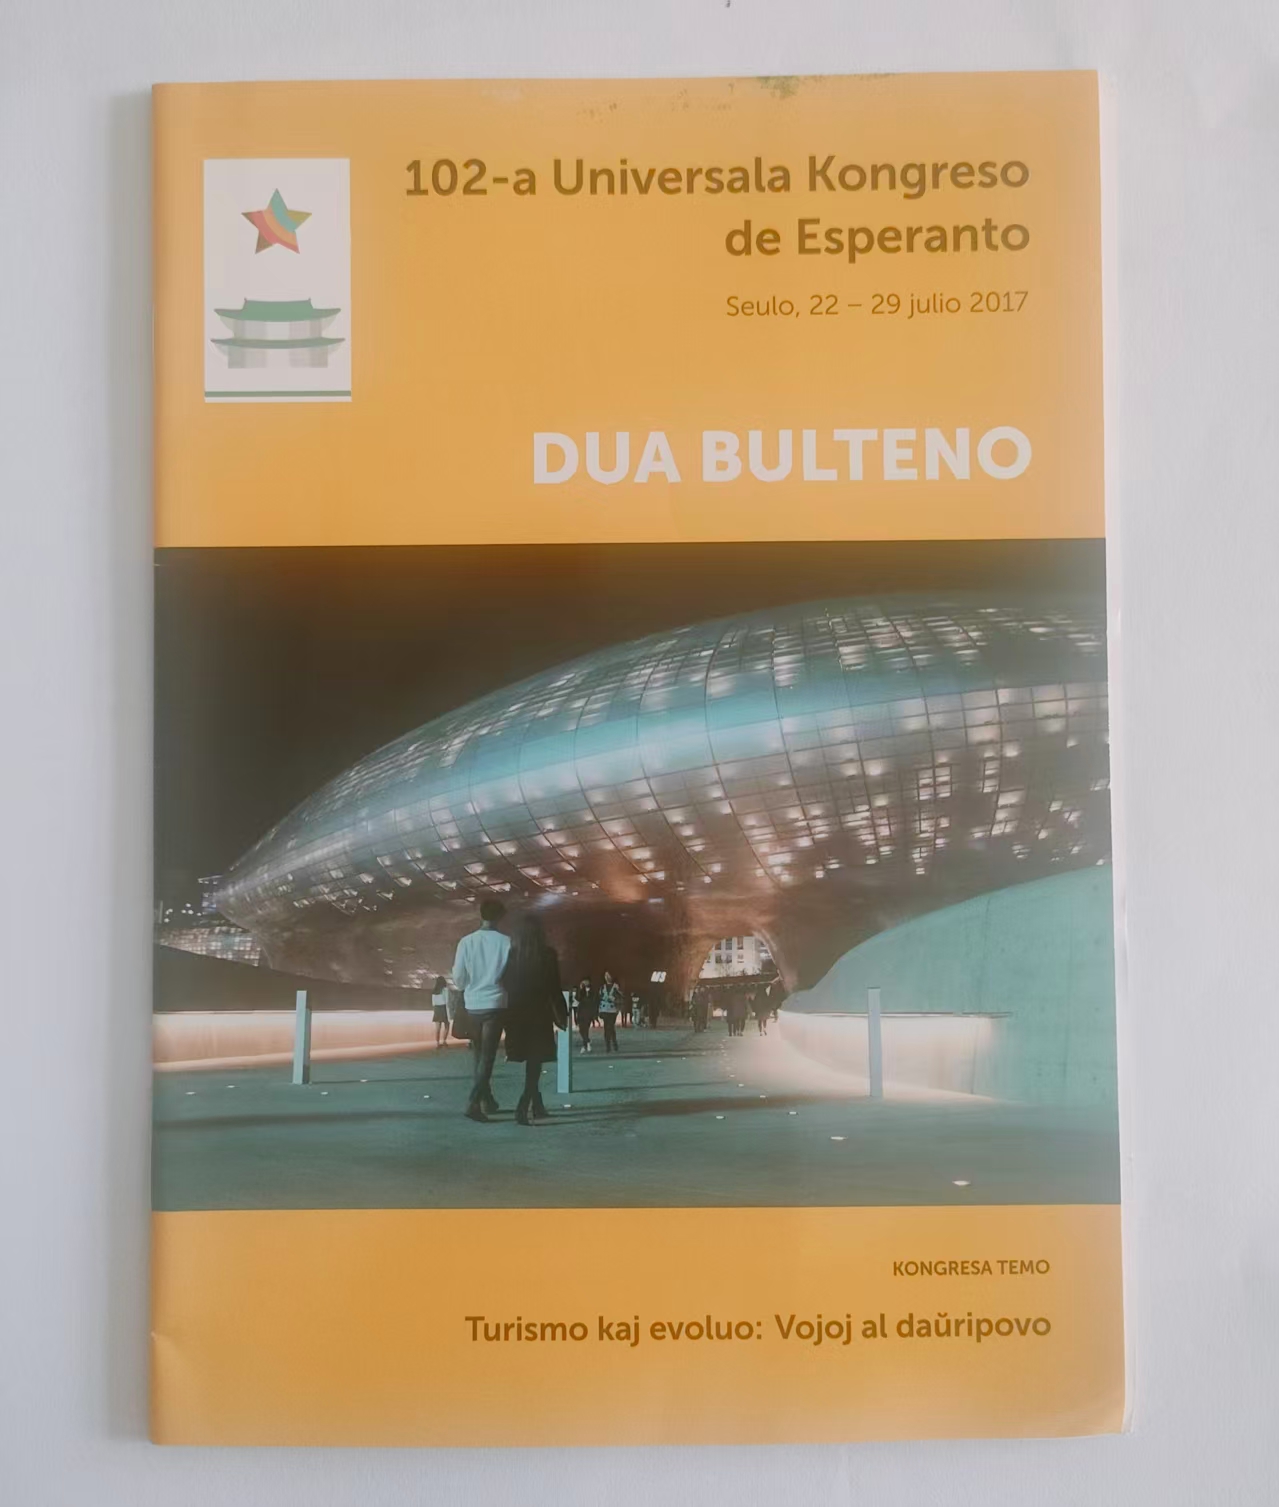 102-a Universala Kongreso
de Esperanto
Seulo, 22 – 29 julio 2017
DUA BULTENO
KONGRESA TEMO
Turismo kaj evoluo: Vojoj al daŭripovo